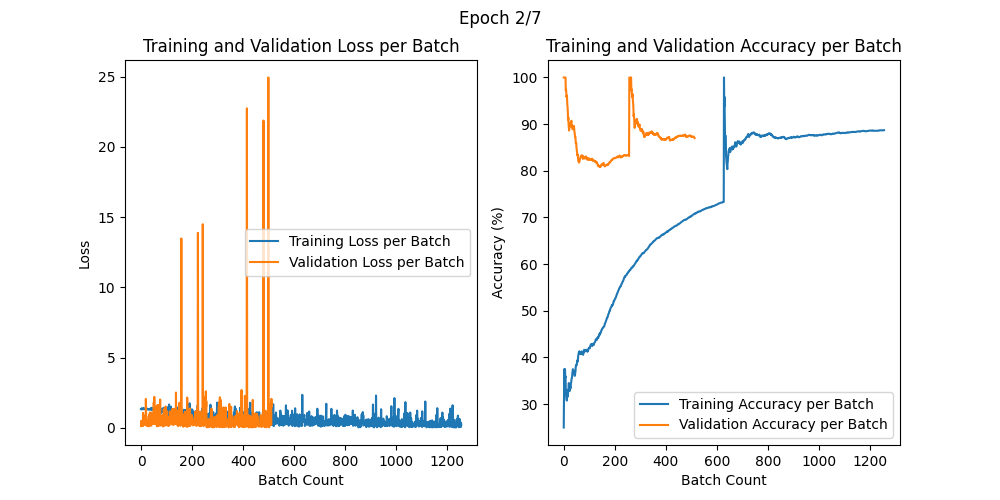 Epoch 2/7
Training and Validation Loss per Batch
Loss
25
20
15
10
5
0
0 200 400 600 800 1000 1200
Batch Count
Training Loss per Batch
Validation Loss per Batch
Training and Validation Accuracy per Batch
Accuracy (%)
100
90
80
70
60
50
40
30
0 200 400 600 800 1000 1200
Batch Count
Training Accuracy per Batch
Validation Accuracy per Batch